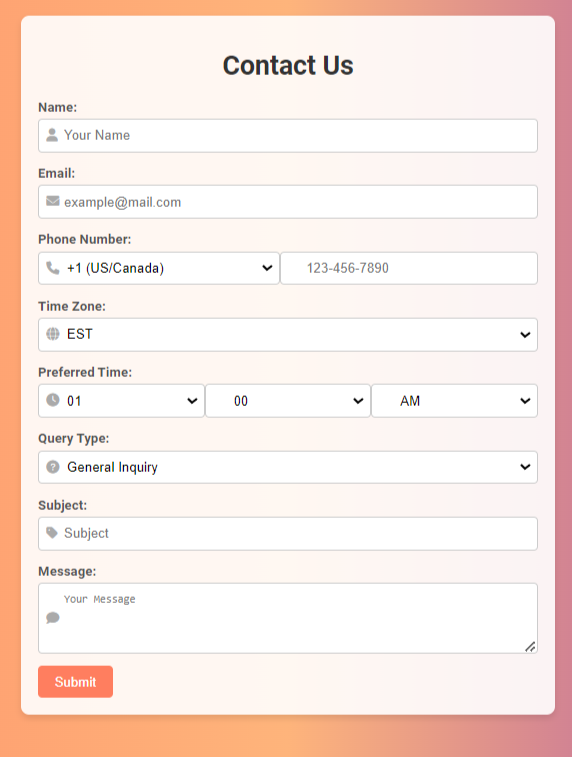 Contact Us
Name:
Your Name
Email:
example@mail.com
Phone Number:
+1 (US/Canada) 123-456-7890
Time Zone:
EST
Preferred Time:
01 00 AM
Query Type:
General Inquiry
Subject:
Subject
Message:
Your Message
Submit